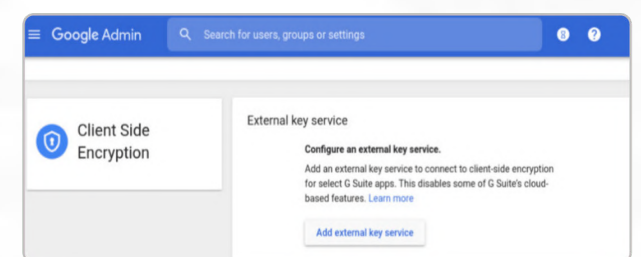 Google Admin
Search for users, groups or settings
8
?
Client Side
Encryption
External key service
Configure an external key service.
Add an external key service to connect to client-side encryption
for select G Suite apps. This disables some of G Suite's cloud-
based features. Learn more
Add external key service